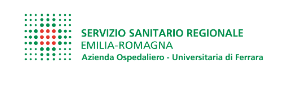 SERVIZIO SANITARIO REGIONALE
EMILIA-ROMAGNA
Azienda Ospedaliero - Universitaria di Ferrara